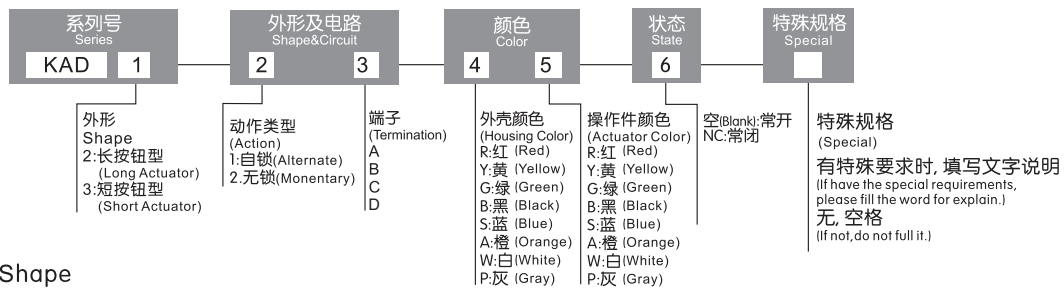 系列号
Series
KAD 1
外形及电路
Shape&Circuit
2 3
颜色
Color
4 5
状态
State
6
特殊规格
Special
外形
Shape
2:长按钮型
(Long Actuator)
3:短按钮型
(Short Actuator)
动作类型
(Action)
1:自锁(Alternate)
2.无锁(Monentary)
端子
(Termination)
A
B
C
D
外壳颜色
(Housing Color)
R:红 (Red)
Y:黄 (Yellow)
G:绿 (Green)
B:黑 (Black)
S:蓝 (Blue)
A:橙 (Orange)
W:白(White)
P:灰 (Gray)
操作件颜色
(Actuator Color)
R:红 (Red)
Y:黄 (Yellow)
G:绿 (Green)
B:黑 (Black)
S:蓝 (Blue)
A:橙 (Orange)
W:白(White)
P:灰 (Gray)
空(Blank):常开
NC:常闭
特殊规格
(Special)
有特殊要求时, 填写文字说明
(If have the special requirements,
please fill the word for explain.)
无, 空格
(If not,do not full it.)
Shape